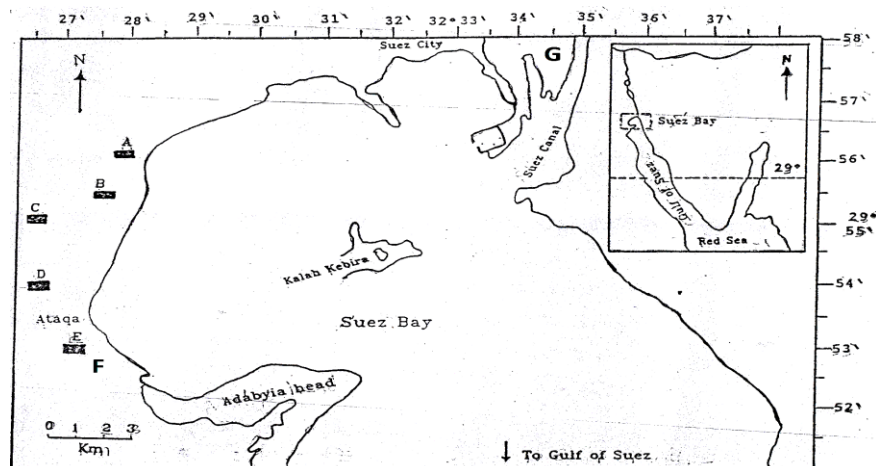 27' 28' 29' 30' 31' 32' 32° 33' 34' 35' 36' 37'
58'
57'
56'
29°
55'
54'
53'
52'
N
Suez City
G
Suez Canal
A
B
C
D
Ataqa
E
F
Kalah Kebira
Suez Bay
Adabyia head
0 1 2 3
Km
To Gulf of Suez
N
Suez Bay
Gulf of Suez
29°
Red Sea